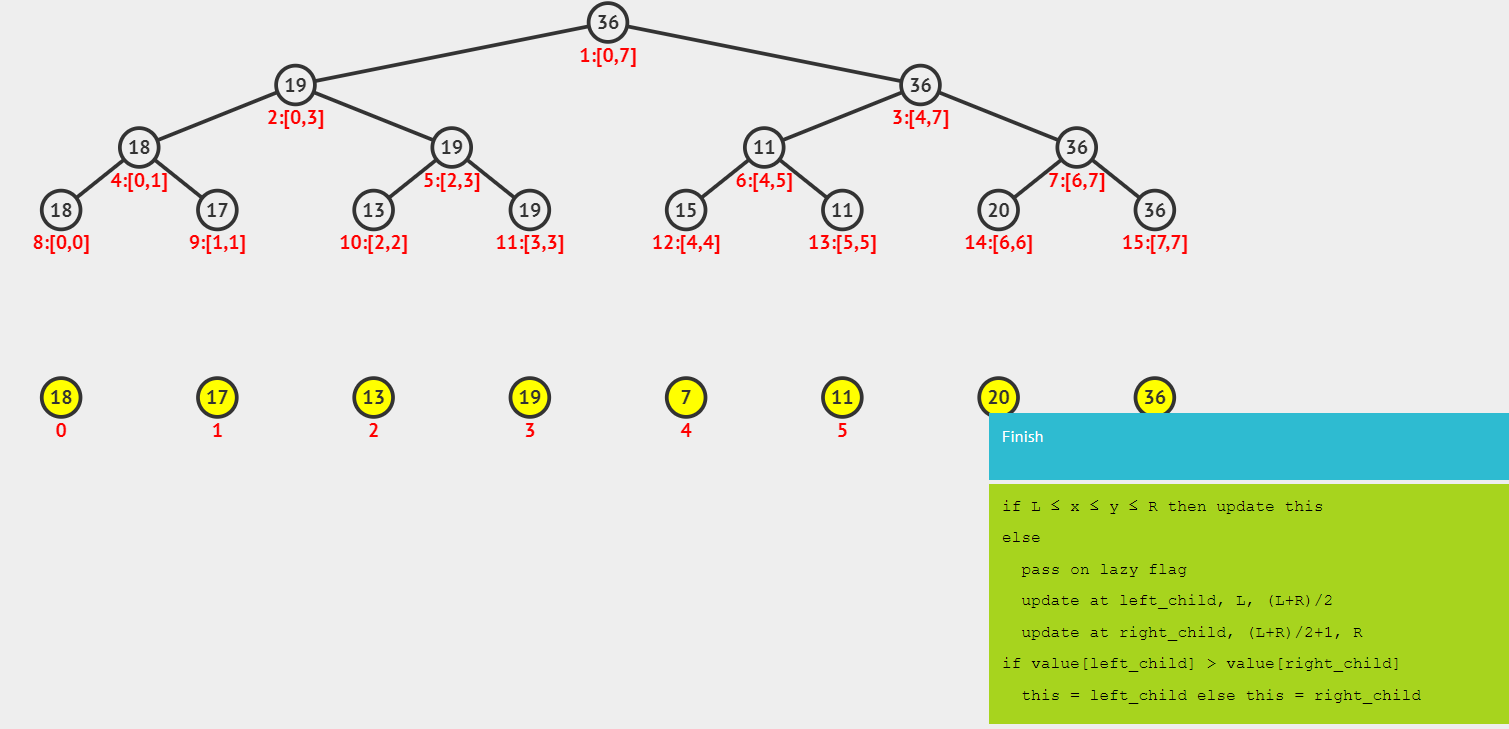 36
1:[0,7]
19 36
2:[0,3] 3:[4,7]
18 19 11 36
4:[0,1] 5:[2,3] 6:[4,5] 7:[6,7]
18 17 13 19 15 11 20 36
8:[0,0] 9:[1,1] 10:[2,2] 11:[3,3] 12:[4,4] 13:[5,5] 14:[6,6] 15:[7,7]
18 17 13 19 7 11 20 36
0 1 2 3 4 5
Finish
if L ≤ x ≤ y ≤ R then update this
else
pass on lazy flag
update at left_child, L, (L+R)/2
update at right_child, (L+R)/2+1, R
if value[left_child] > value[right_child]
this = left_child else this = right_child